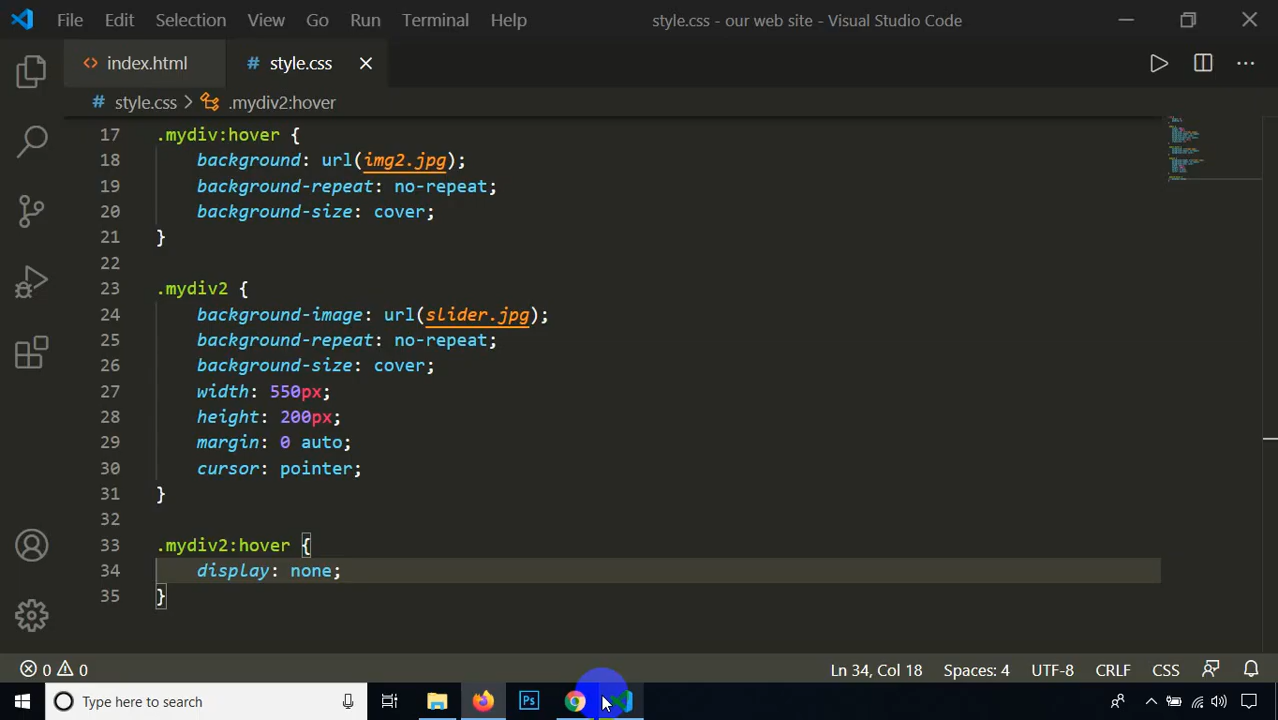 File Edit Selection View Go Run Terminal Help style.css - our web site - Visual Studio Code
index.html style.css
style.css .mydiv2:hover
17 .mydiv:hover {
18 background: url(img2.jpg);
19 background-repeat: no-repeat;
20 background-size: cover;
21 }
22
23 .mydiv2 {
24 background-image: url(slider.jpg);
25 background-repeat: no-repeat;
26 background-size: cover;
27 width: 550px;
28 height: 200px;
29 margin: 0 auto;
30 cursor: pointer;
31 }
32
33 .mydiv2:hover {
34 display: none;
35 }
0 0 Ln 34, Col 18 Spaces: 4 UTF-8 CRLF CSS
Type here to search Ps